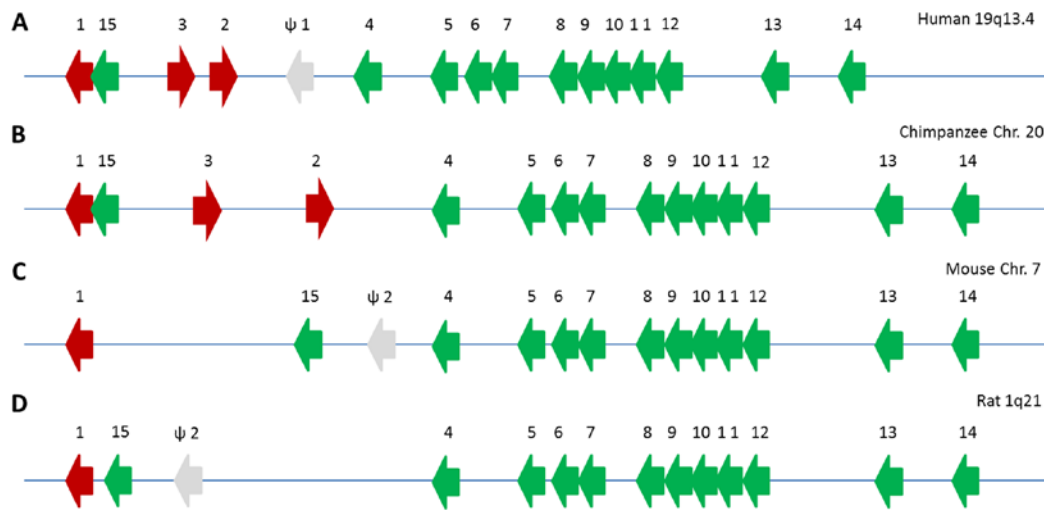 A 1 15 3 2 ψ 1 4 5 6 7 8 9 10 11 12 13 14 Human 19q13.4
B 1 15 3 2 4 5 6 7 8 9 10 11 12 13 14 Chimpanzee Chr. 20
C 1 15 ψ 2 4 5 6 7 8 9 10 11 12 13 14 Mouse Chr. 7
D 1 15 ψ 2 4 5 6 7 8 9 10 11 12 13 14 Rat 1q21